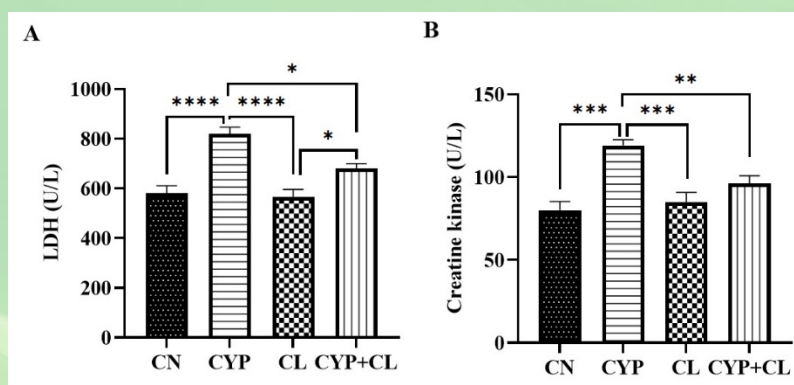 A
LDH (U/L)
1000
800
600
400
200
0
**** **** * *
CN CYP CL CYP+CL
B
Creatine kinase (U/L)
150
100
50
0
*** *** **
CN CYP CL CYP+CL